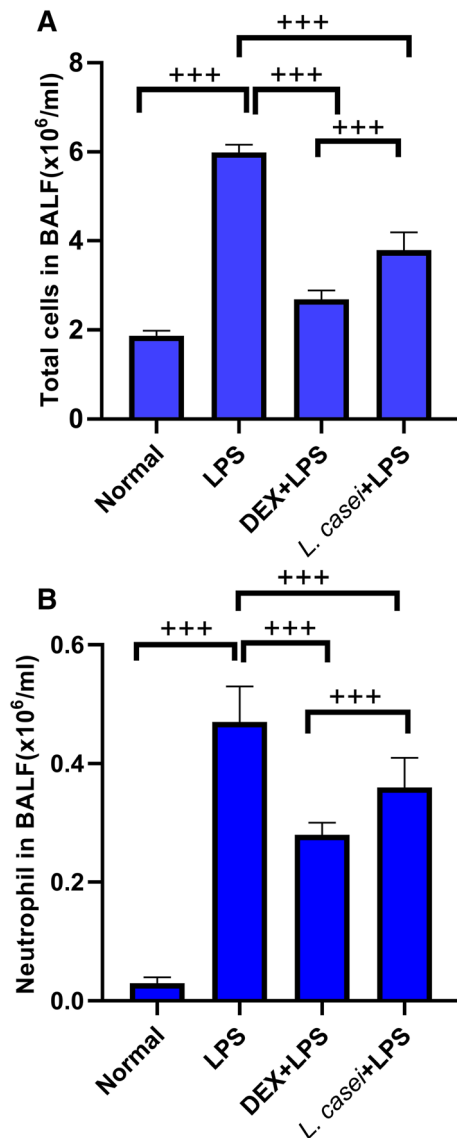 A
+++
+++
+++
+++
Total cells in BALF(x10⁶/ml)
8
6
4
2
0
Normal
LPS
DEX+LPS
L. casei+LPS
B
+++
+++
+++
+++
Neutrophil in BALF(x10⁶/ml)
0.6
0.4
0.2
0.0
Normal
LPS
DEX+LPS
L. casei+LPS